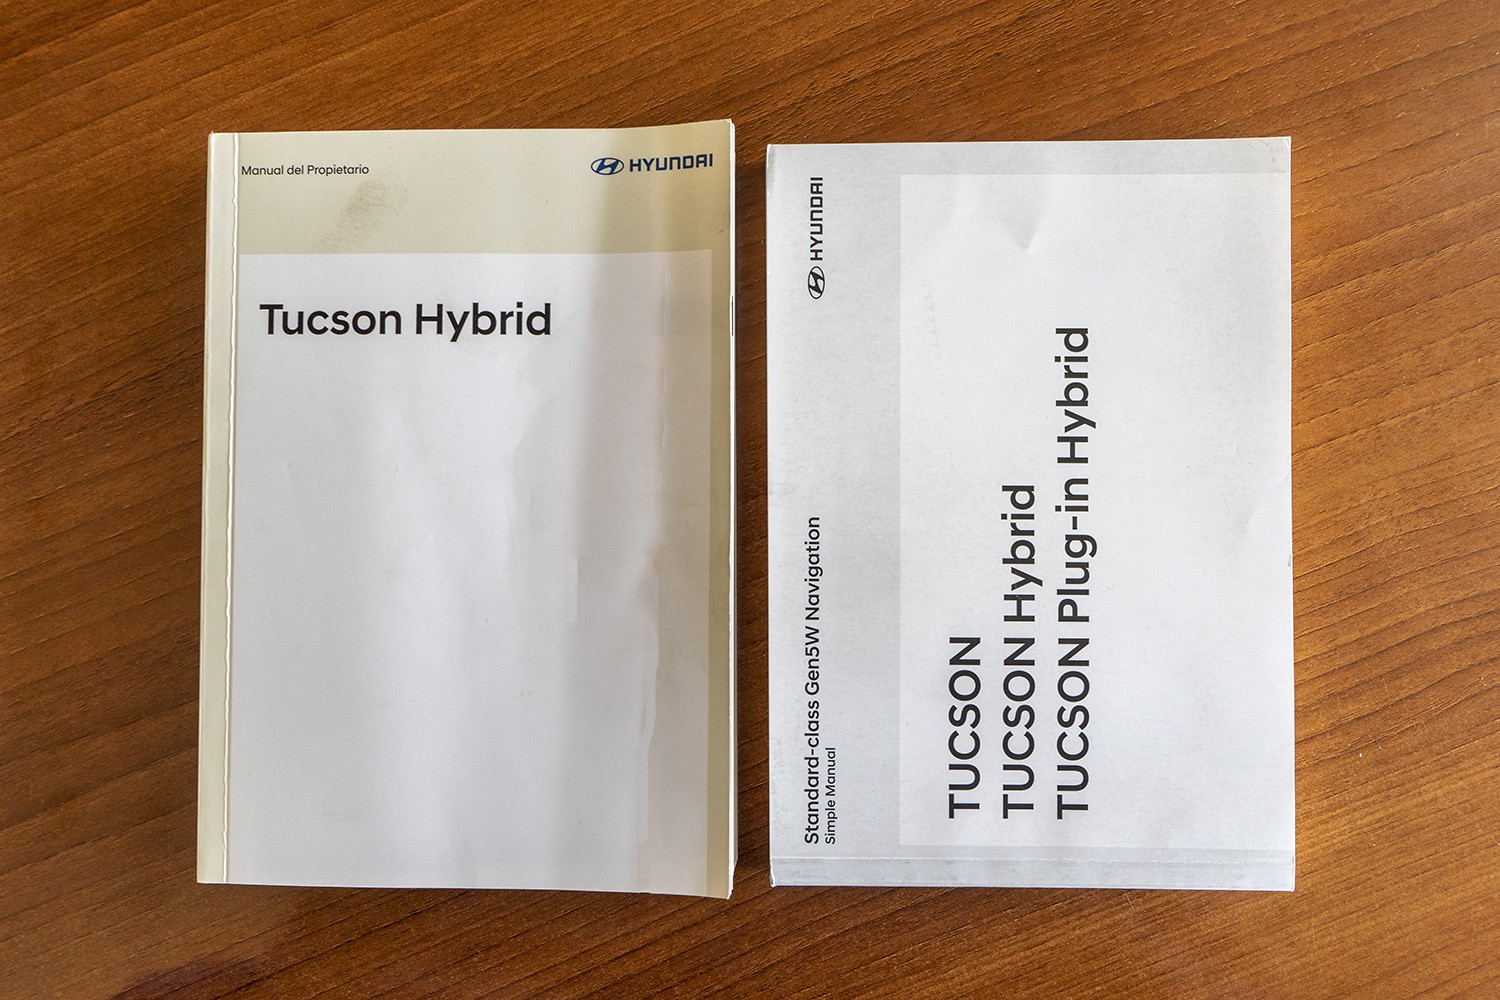 Manual del Propietario
HYUNDAI
Tucson Hybrid
HYUNDAI
Standard-class Gen5W Navigation
Simple Manual
TUCSON
TUCSON Hybrid
TUCSON Plug-in Hybrid